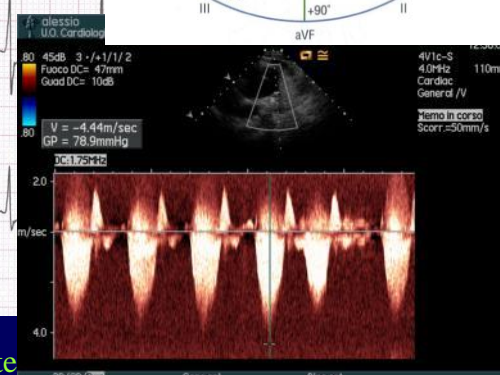 III
+90°
II
aVF
alessio
U.O. Cardiolog
.80 45dB 3 ·/+1/1/2
Fuoco DC= 47mm
Guad DC= 10dB
.80
V = -4.44m/sec
GP = 78.9mmHg
DC:1.75MHz
4V1c-S
4.0MHz 110m
Cardiac
General /V
Memo in corso
Scorr.=50mm/s
2.0
m/sec
4.0
te